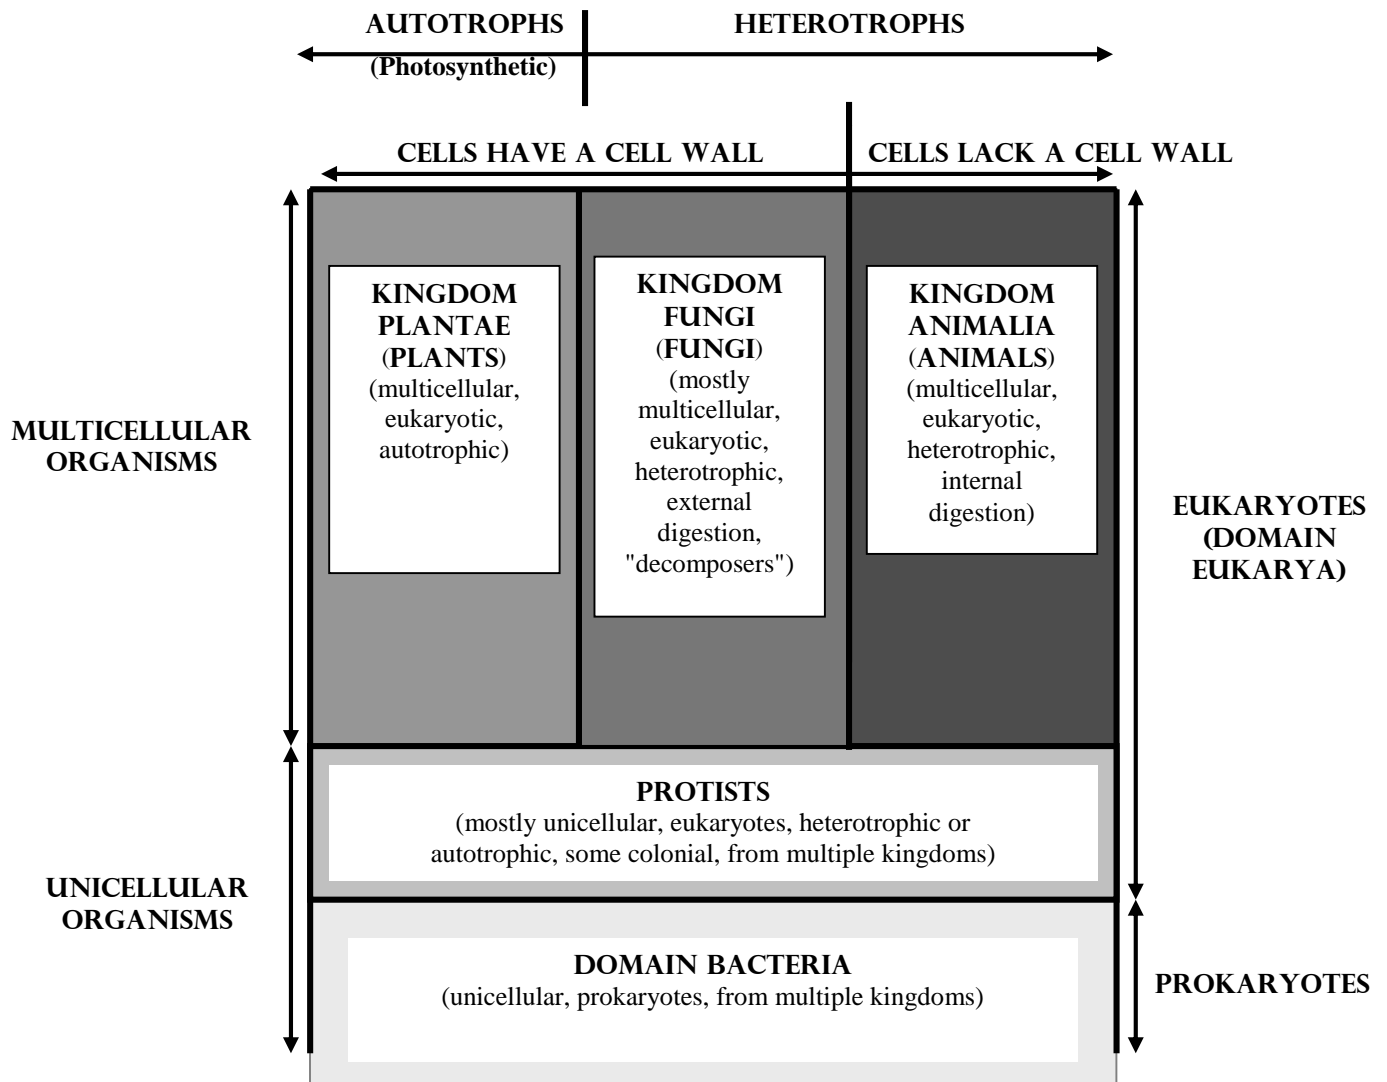 AUTOTROPHS
HETEROTROPHS
(Photosynthetic)
CELLS HAVE A CELL WALL
CELLS LACK A CELL WALL
KINGDOM
PLANTAE
(PLANTS)
(multicellular,
eukaryotic,
autotrophic)
KINGDOM
FUNGI
(FUNGI)
(mostly
multicellular,
eukaryotic,
heterotrophic,
external
digestion,
"decomposers")
KINGDOM
ANIMALIA
(ANIMALS)
(multicellular,
eukaryotic,
heterotrophic,
internal
digestion)
MULTICELLULAR
ORGANISMS
EUKARYOTES
(DOMAIN
EUKARYA)
PROTISTS
(mostly unicellular, eukaryotes, heterotrophic or
autotrophic, some colonial, from multiple kingdoms)
UNICELLULAR
ORGANISMS
DOMAIN BACTERIA
(unicellular, prokaryotes, from multiple kingdoms)
PROKARYOTES